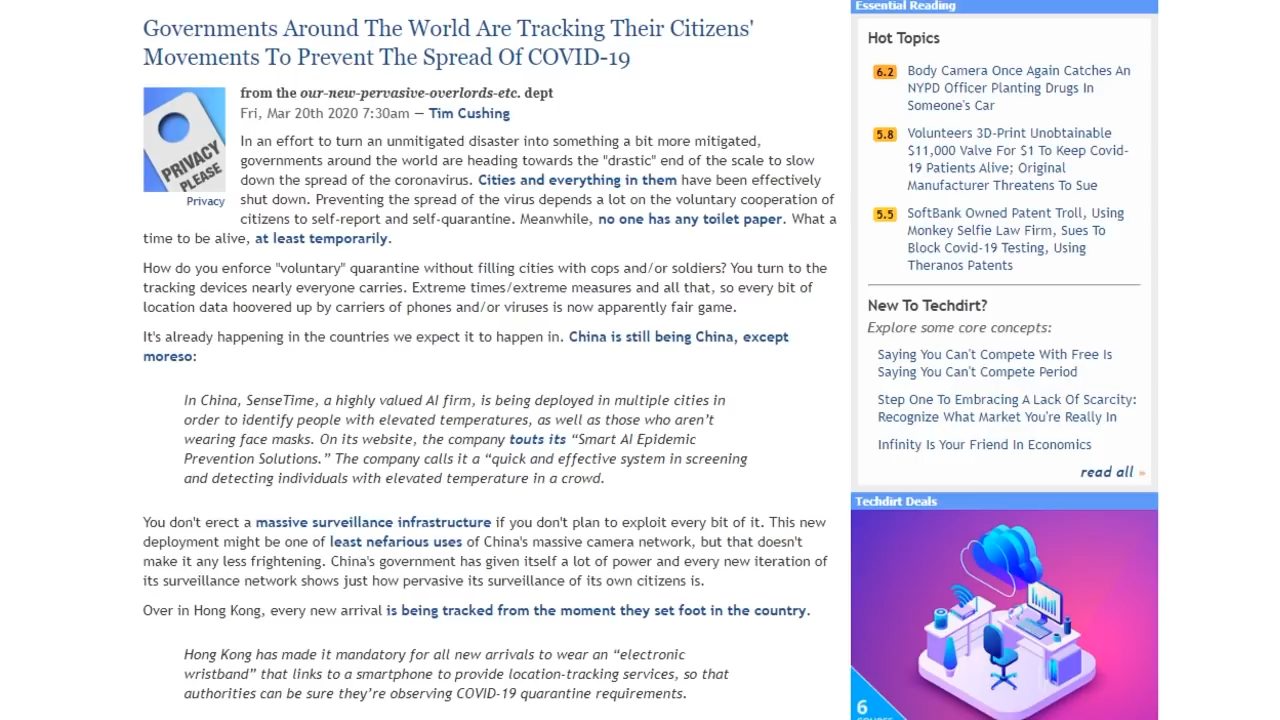 Governments Around The World Are Tracking Their Citizens'
Movements To Prevent The Spread Of COVID-19
PRIVACY
PLEASE
Privacy
from the our-new-pervasive-overlords-etc. dept
Fri, Mar 20th 2020 7:30am — Tim Cushing
In an effort to turn an unmitigated disaster into something a bit more mitigated,
governments around the world are heading towards the "drastic" end of the scale to slow
down the spread of the coronavirus. Cities and everything in them have been effectively
shut down. Preventing the spread of the virus depends a lot on the voluntary cooperation of
citizens to self-report and self-quarantine. Meanwhile, no one has any toilet paper. What a
time to be alive, at least temporarily.
How do you enforce "voluntary" quarantine without filling cities with cops and/or soldiers? You turn to the
tracking devices nearly everyone carries. Extreme times/extreme measures and all that, so every bit of
location data hoovered up by carriers of phones and/or viruses is now apparently fair game.
It's already happening in the countries we expect it to happen in. China is still being China, except
moreso:
In China, SenseTime, a highly valued AI firm, is being deployed in multiple cities in
order to identify people with elevated temperatures, as well as those who aren't
wearing face masks. On its website, the company touts its “Smart AI Epidemic
Prevention Solutions.” The company calls it a “quick and effective system in screening
and detecting individuals with elevated temperature in a crowd.
You don't erect a massive surveillance infrastructure if you don't plan to exploit every bit of it. This new
deployment might be one of least nefarious uses of China's massive camera network, but that doesn't
make it any less frightening. China's government has given itself a lot of power and every new iteration of
its surveillance network shows just how pervasive its surveillance of its own citizens is.
Over in Hong Kong, every new arrival is being tracked from the moment they set foot in the country.
Hong Kong has made it mandatory for all new arrivals to wear an “electronic
wristband” that links to a smartphone to provide location-tracking services, so that
authorities can be sure they’re observing COVID-19 quarantine requirements.
Essential Reading
Hot Topics
6.2 Body Camera Once Again Catches An
NYPD Officer Planting Drugs In
Someone's Car
5.8 Volunteers 3D-Print Unobtainable
$11,000 Valve For $1 To Keep Covid-
19 Patients Alive; Original
Manufacturer Threatens To Sue
5.5 SoftBank Owned Patent Troll, Using
Monkey Selfie Law Firm, Sues To
Block Covid-19 Testing, Using
Theranos Patents
New To Techdirt?
Explore some core concepts:
Saying You Can't Compete With Free Is
Saying You Can't Compete Period
Step One To Embracing A Lack Of Scarcity:
Recognize What Market You're Really In
Infinity Is Your Friend In Economics
read all »
Techdirt Deals
6